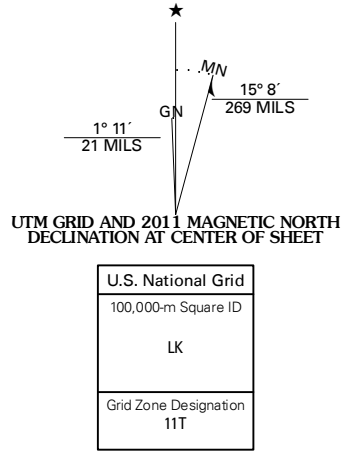 ★
MN
GN
15° 8´
269 MILS
1° 11´
21 MILS
UTM GRID AND 2011 MAGNETIC NORTH
DECLINATION AT CENTER OF SHEET
U.S. National Grid
100,000-m Square ID
LK
Grid Zone Designation
11T